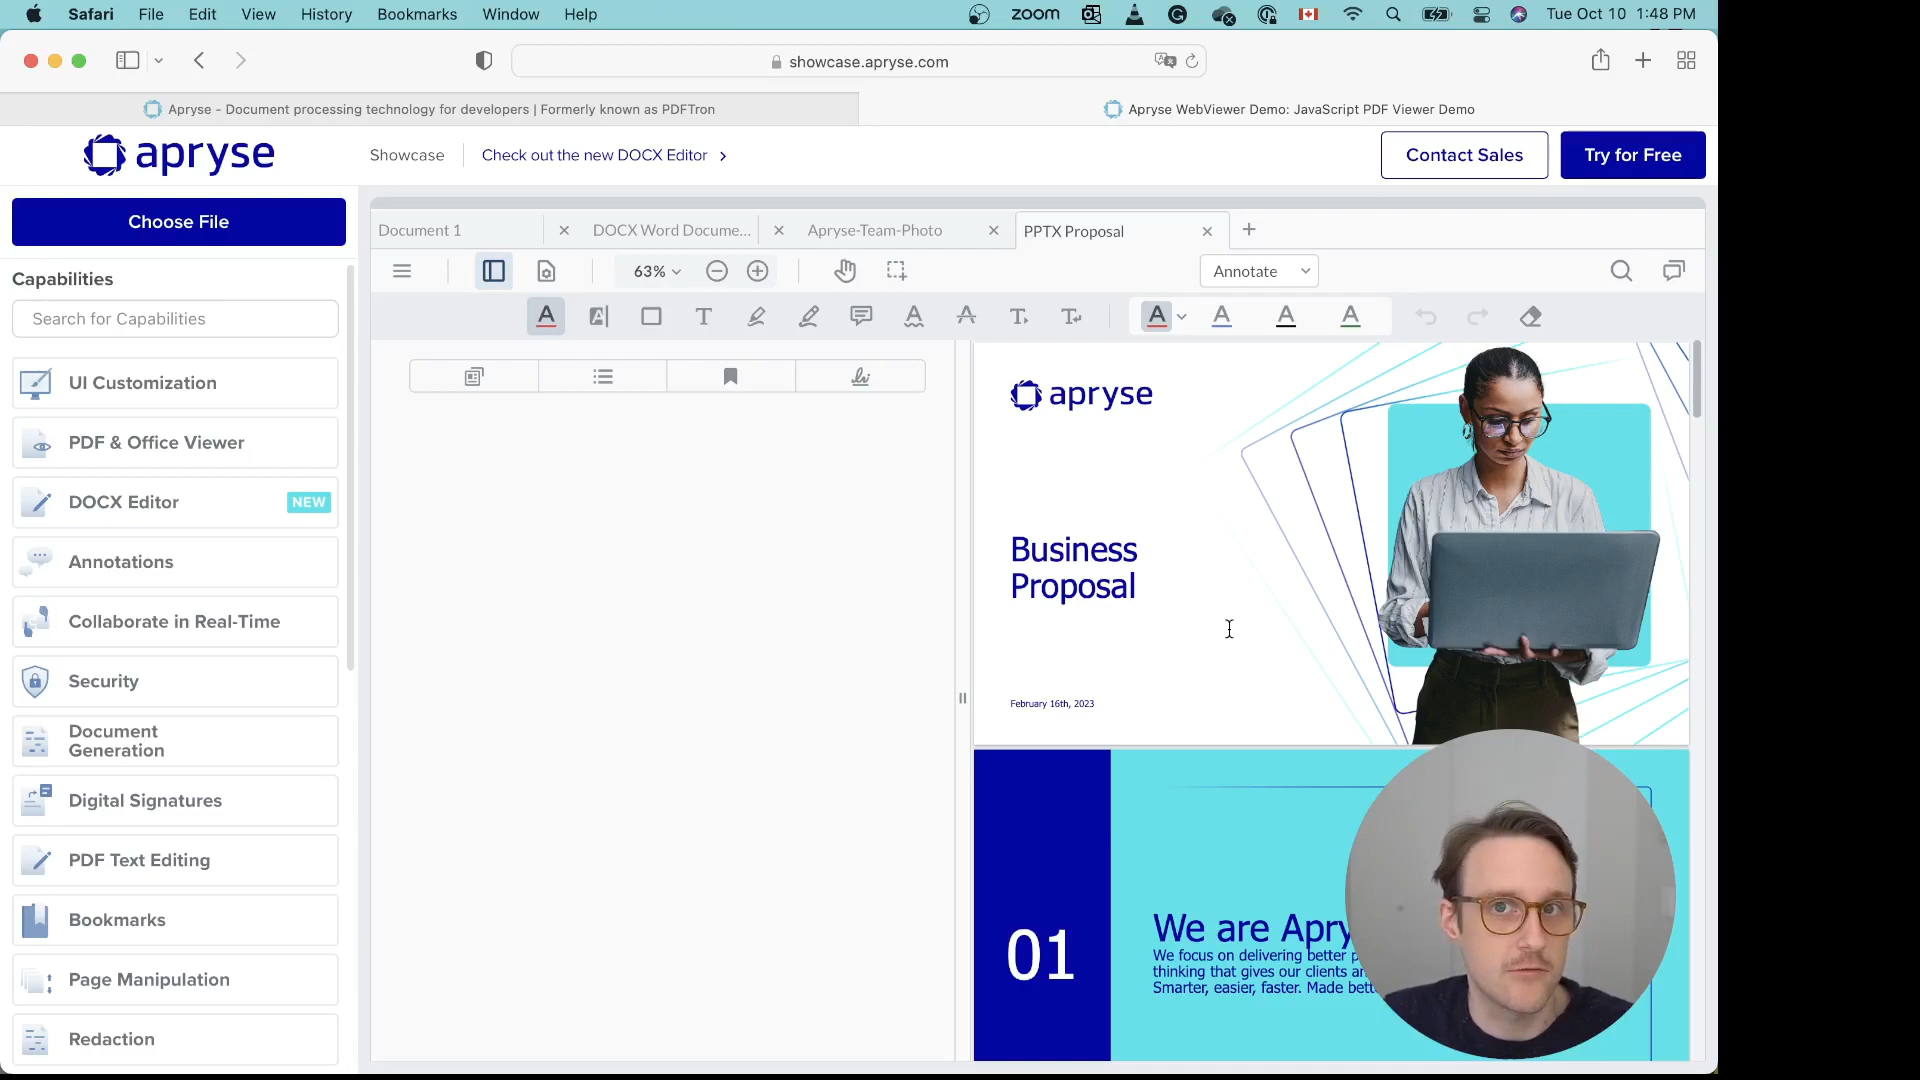 Safari File Edit View History Bookmarks Window Help
zoom
Tue Oct 10 1:48 PM
showcase.apryse.com
Apryse - Document processing technology for developers | Formerly known as PDFTron
Apryse WebViewer Demo: JavaScript PDF Viewer Demo
apryse
Showcase
Check out the new DOCX Editor
Contact Sales
Try for Free
Choose File
Capabilities
Search for Capabilities
UI Customization
PDF & Office Viewer
DOCX Editor
NEW
Annotations
Collaborate in Real-Time
Security
Document
Generation
Digital Signatures
PDF Text Editing
Bookmarks
Page Manipulation
Redaction
Document 1
DOCX Word Docume...
Apryse-Team-Photo
PPTX Proposal
63%
Annotate
apryse
Business
Proposal
February 16th, 2023
01
We are Apry
We focus on delivering better p
thinking that gives our clients a
Smarter, easier, faster. Made bett